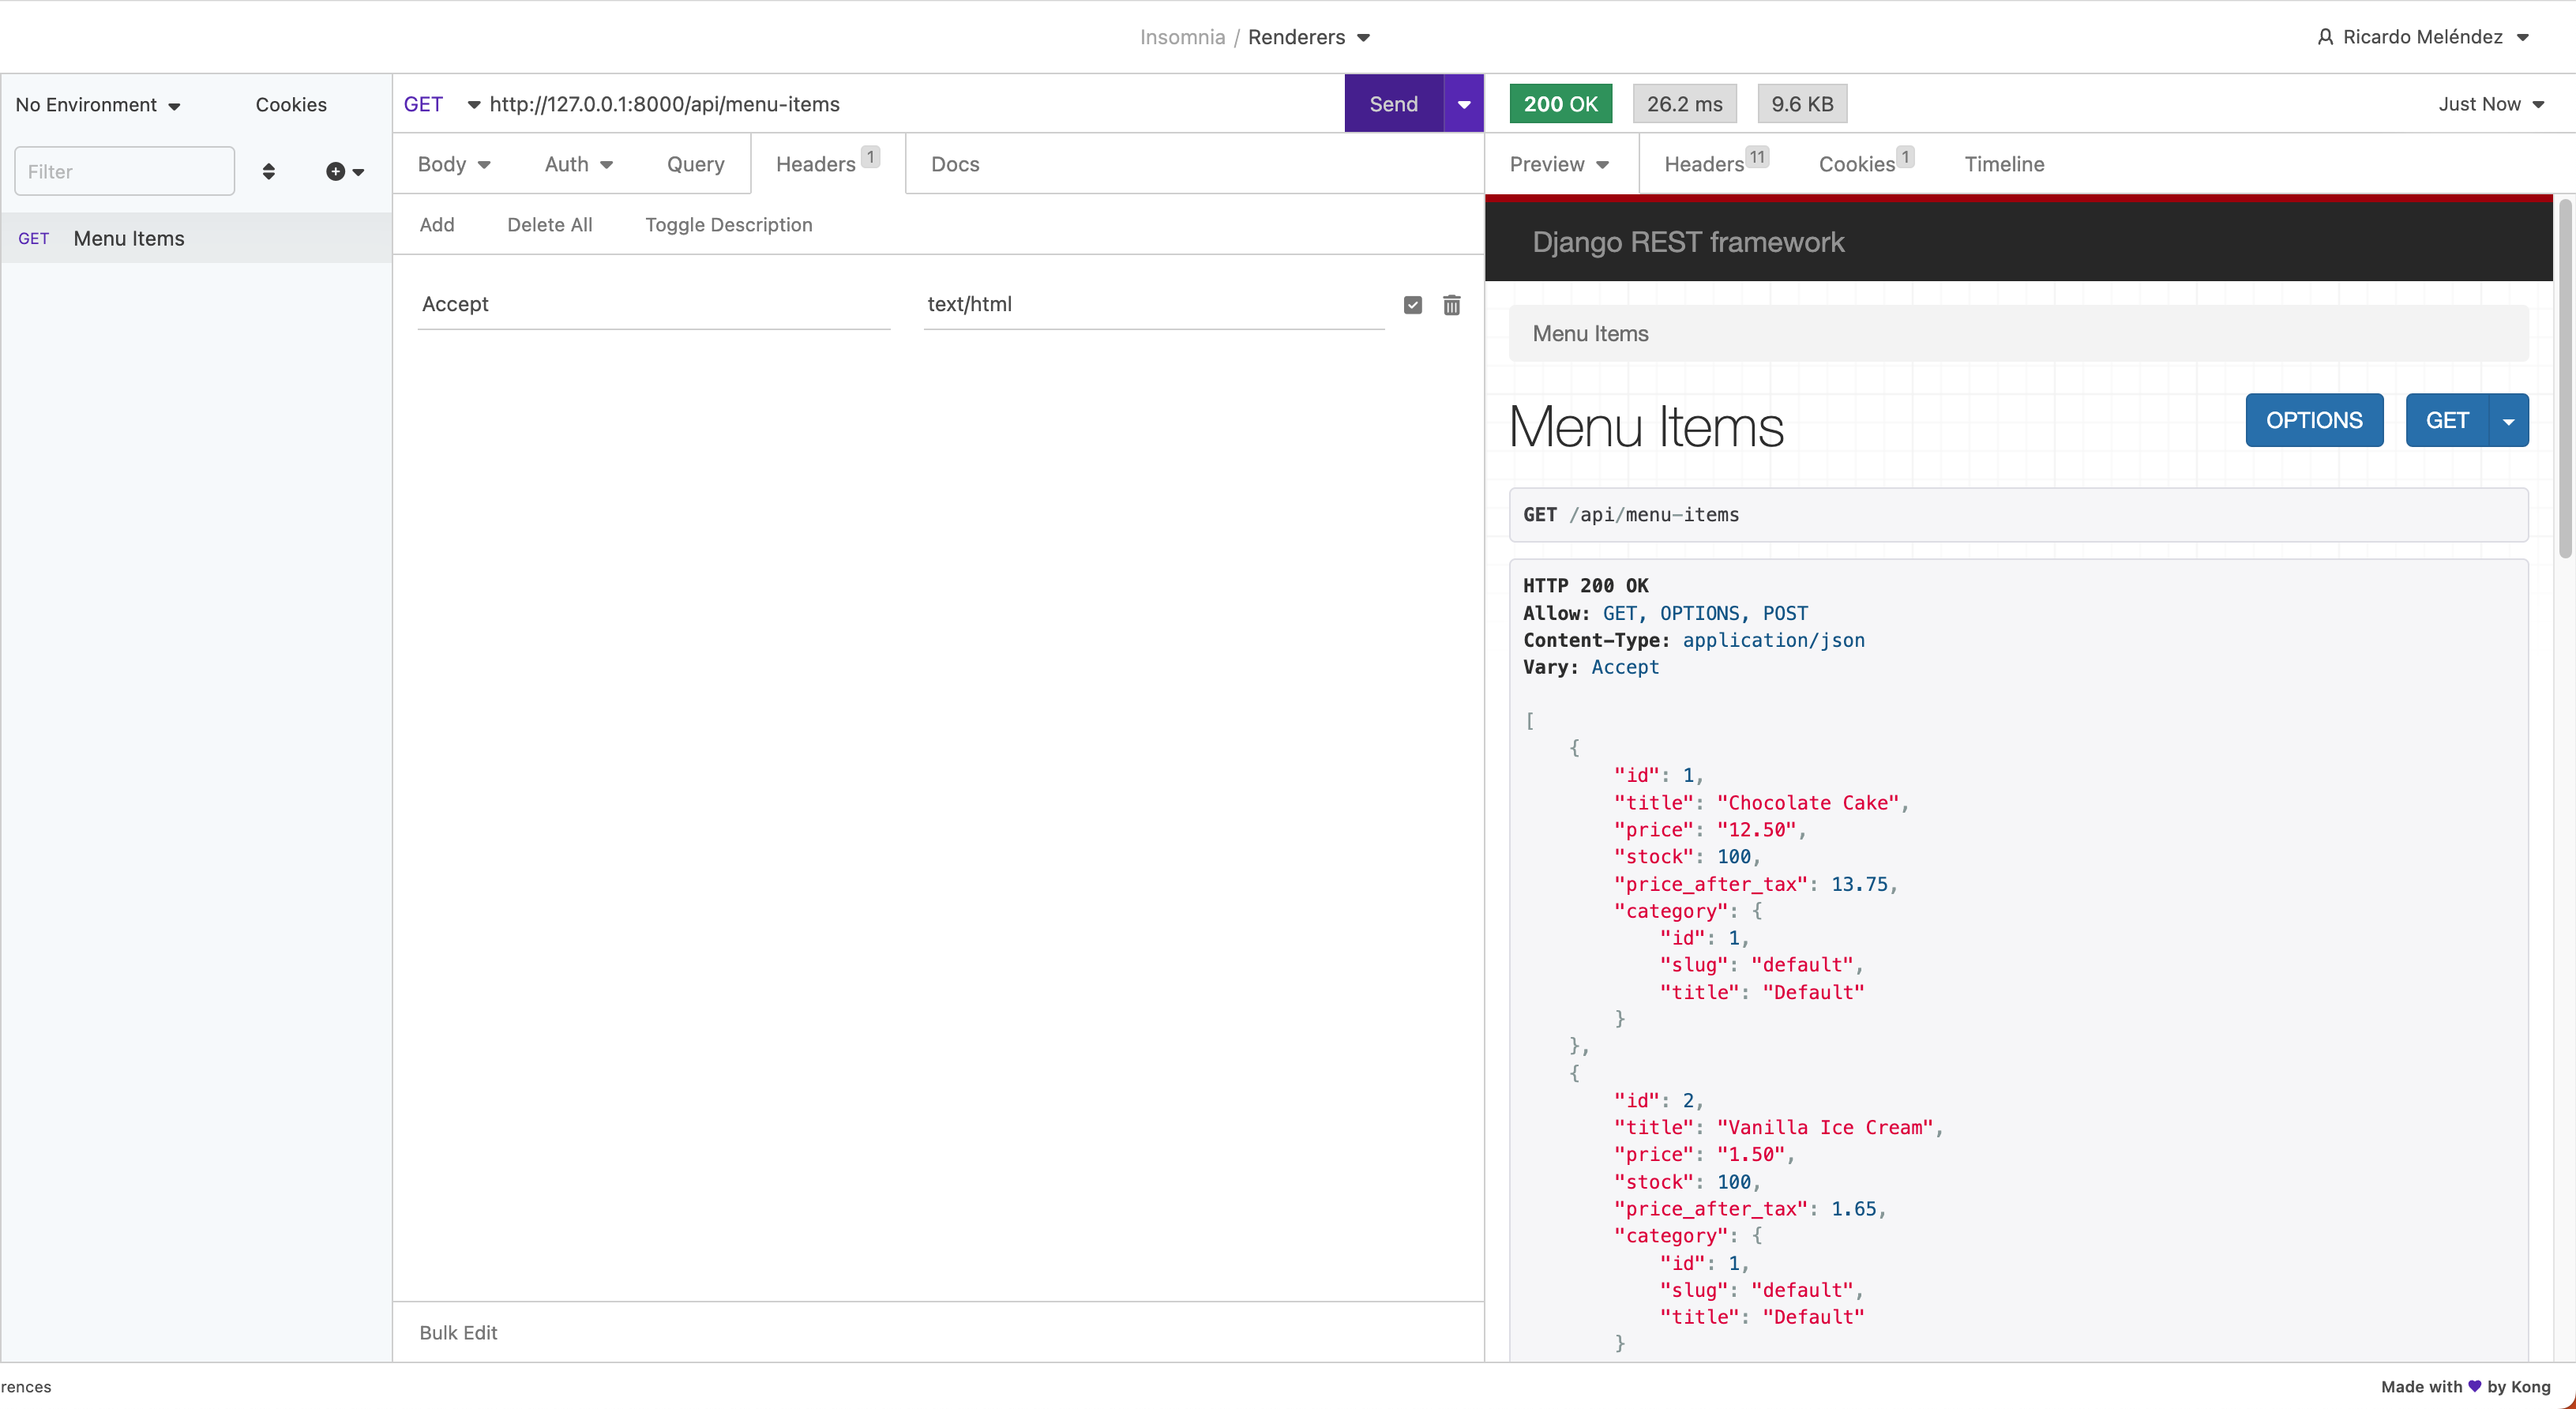 Insomnia / Renderers
Ricardo Meléndez
No Environment
Cookies
GET http://127.0.0.1:8000/api/menu-items
Send
200 OK
26.2 ms
9.6 KB
Just Now
Filter
Body
Auth
Query
Headers 1
Docs
Preview
Headers 11
Cookies 1
Timeline
GET Menu Items
Add
Delete All
Toggle Description
Accept
text/html
Bulk Edit
Django REST framework
Menu Items
Menu Items
OPTIONS
GET
GET /api/menu-items
HTTP 200 OK
Allow: GET, OPTIONS, POST
Content-Type: application/json
Vary: Accept
[
{
"id": 1,
"title": "Chocolate Cake",
"price": "12.50",
"stock": 100,
"price_after_tax": 13.75,
"category": {
"id": 1,
"slug": "default",
"title": "Default"
}
},
{
"id": 2,
"title": "Vanilla Ice Cream",
"price": "1.50",
"stock": 100,
"price_after_tax": 1.65,
"category": {
"id": 1,
"slug": "default",
"title": "Default"
}
rences
Made with 💜 by Kong